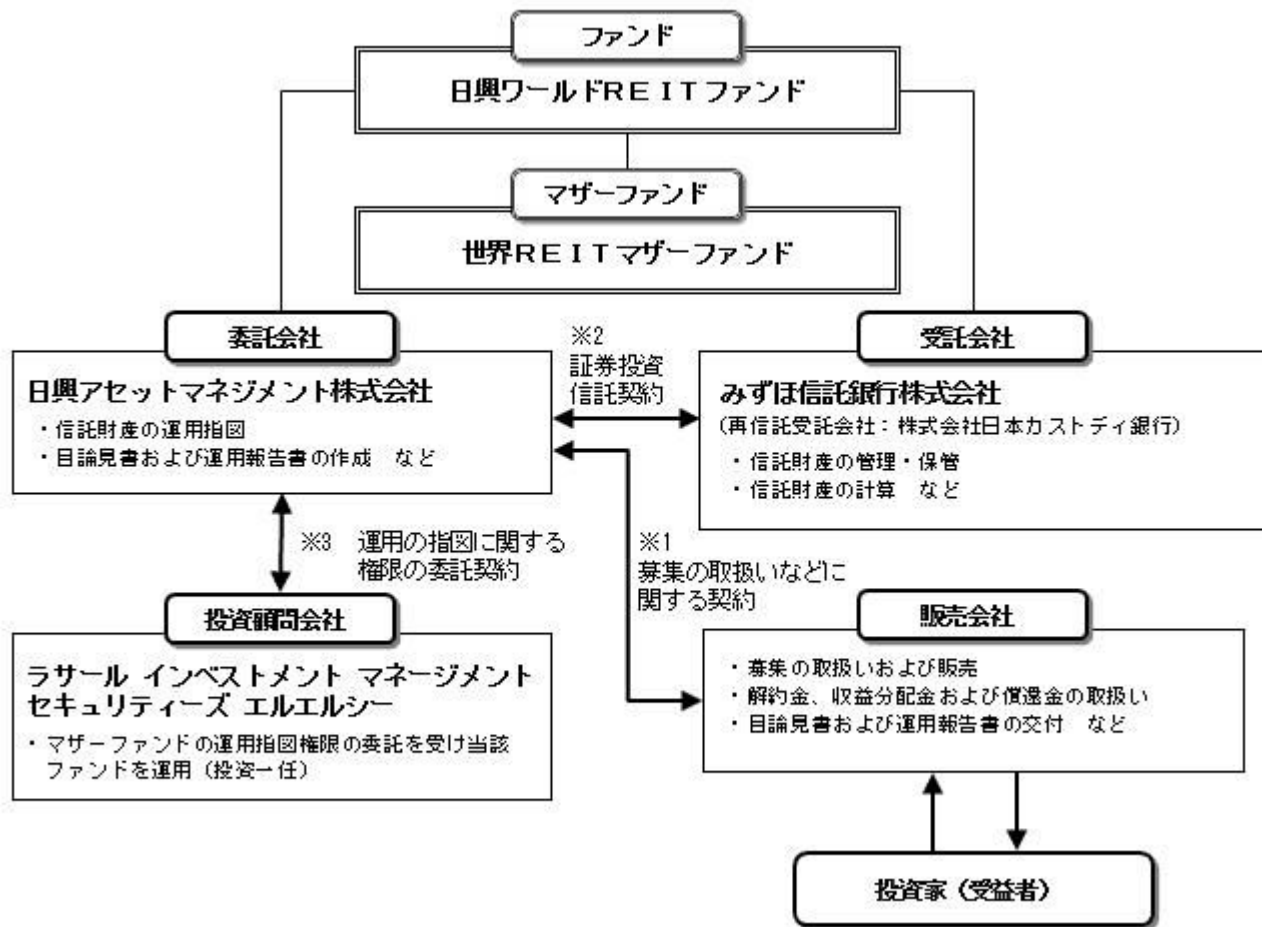 ファンド
日興ワールドREITファンド
マザーファンド
世界REITマザーファンド
委託会社
日興アセットマネジメント株式会社
・信託財産の運用指図
・目論見書および運用報告書の作成 など
※2
証券投資
信託契約
受託会社
みずほ信託銀行株式会社
(再信託受託会社：株式会社日本カストディ銀行)
・信託財産の管理・保管
・信託財産の計算 など
※3 運用の指図に関する
権限の委託契約
※1
募集の取扱いなどに
関する契約
投資顧問会社
ラサール インベストメント マネージメント
セキュリティーズ エルエルシー
・マザーファンドの運用指図権限の委託を受け当該
ファンドを運用（投資一任）
販売会社
・募集の取扱いおよび販売
・解約金、収益分配金および償還金の取扱い
・目論見書および運用報告書の交付 など
投資家（受益者）